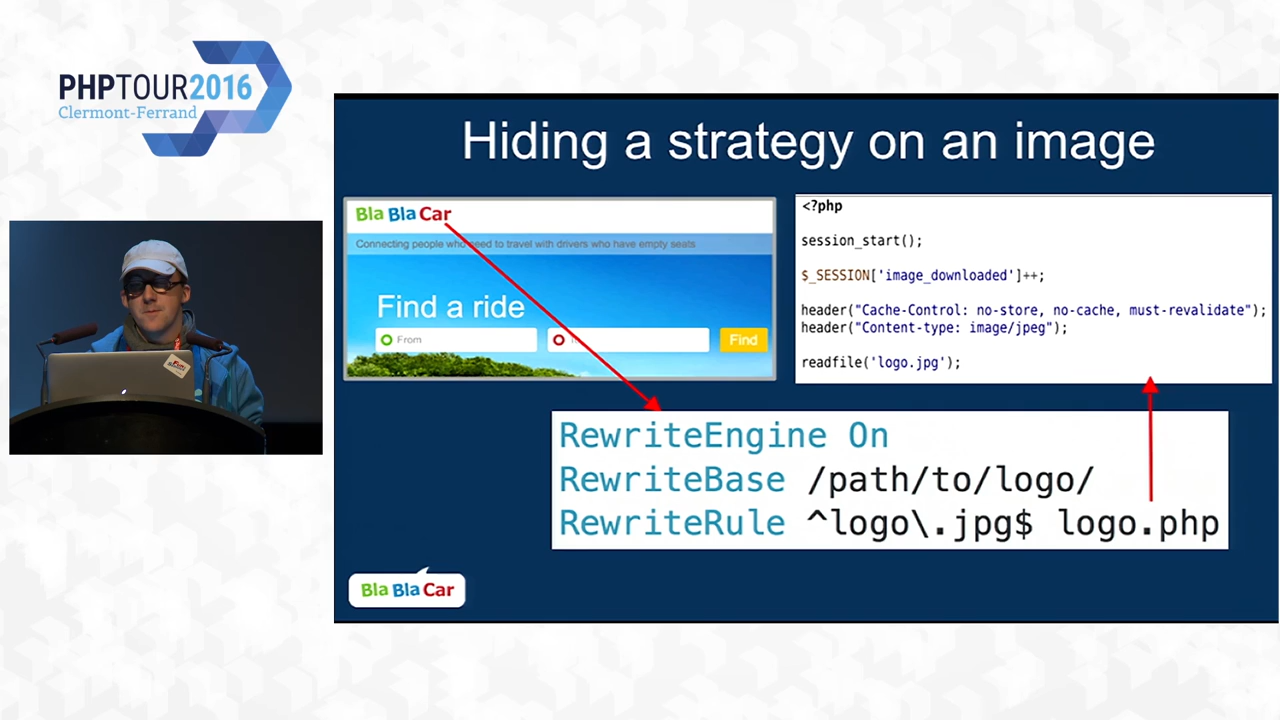 PHPTOUR2016
Clermont-Ferrand
Hiding a strategy on an image
Bla Bla Car
Connecting people who need to travel with drivers who have empty seats
Find a ride
From
Find
<?php
session_start();
$_SESSION['image_downloaded']++;
header("Cache-Control: no-store, no-cache, must-revalidate");
header("Content-type: image/jpeg");
readfile('logo.jpg');
RewriteEngine On
RewriteBase /path/to/logo/
RewriteRule ^logo\.jpg$ logo.php
Bla Bla Car